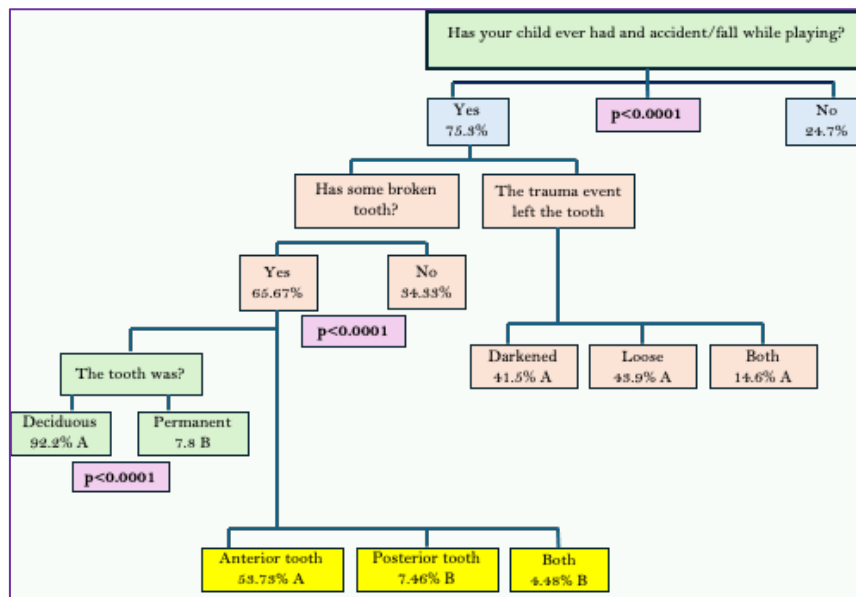 Has your child ever had and accident/fall while playing?
Yes
75.3%
p<0.0001
No
24.7%
Has some broken
tooth?
The trauma event
left the tooth
Yes
65.67%
No
34.33%
p<0.0001
Darkened
41.5% A
Loose
43.9% A
Both
14.6% A
The tooth was?
Deciduous
92.2% A
Permanent
7.8 B
p<0.0001
Anterior tooth
53.73% A
Posterior tooth
7.46% B
Both
4.48% B